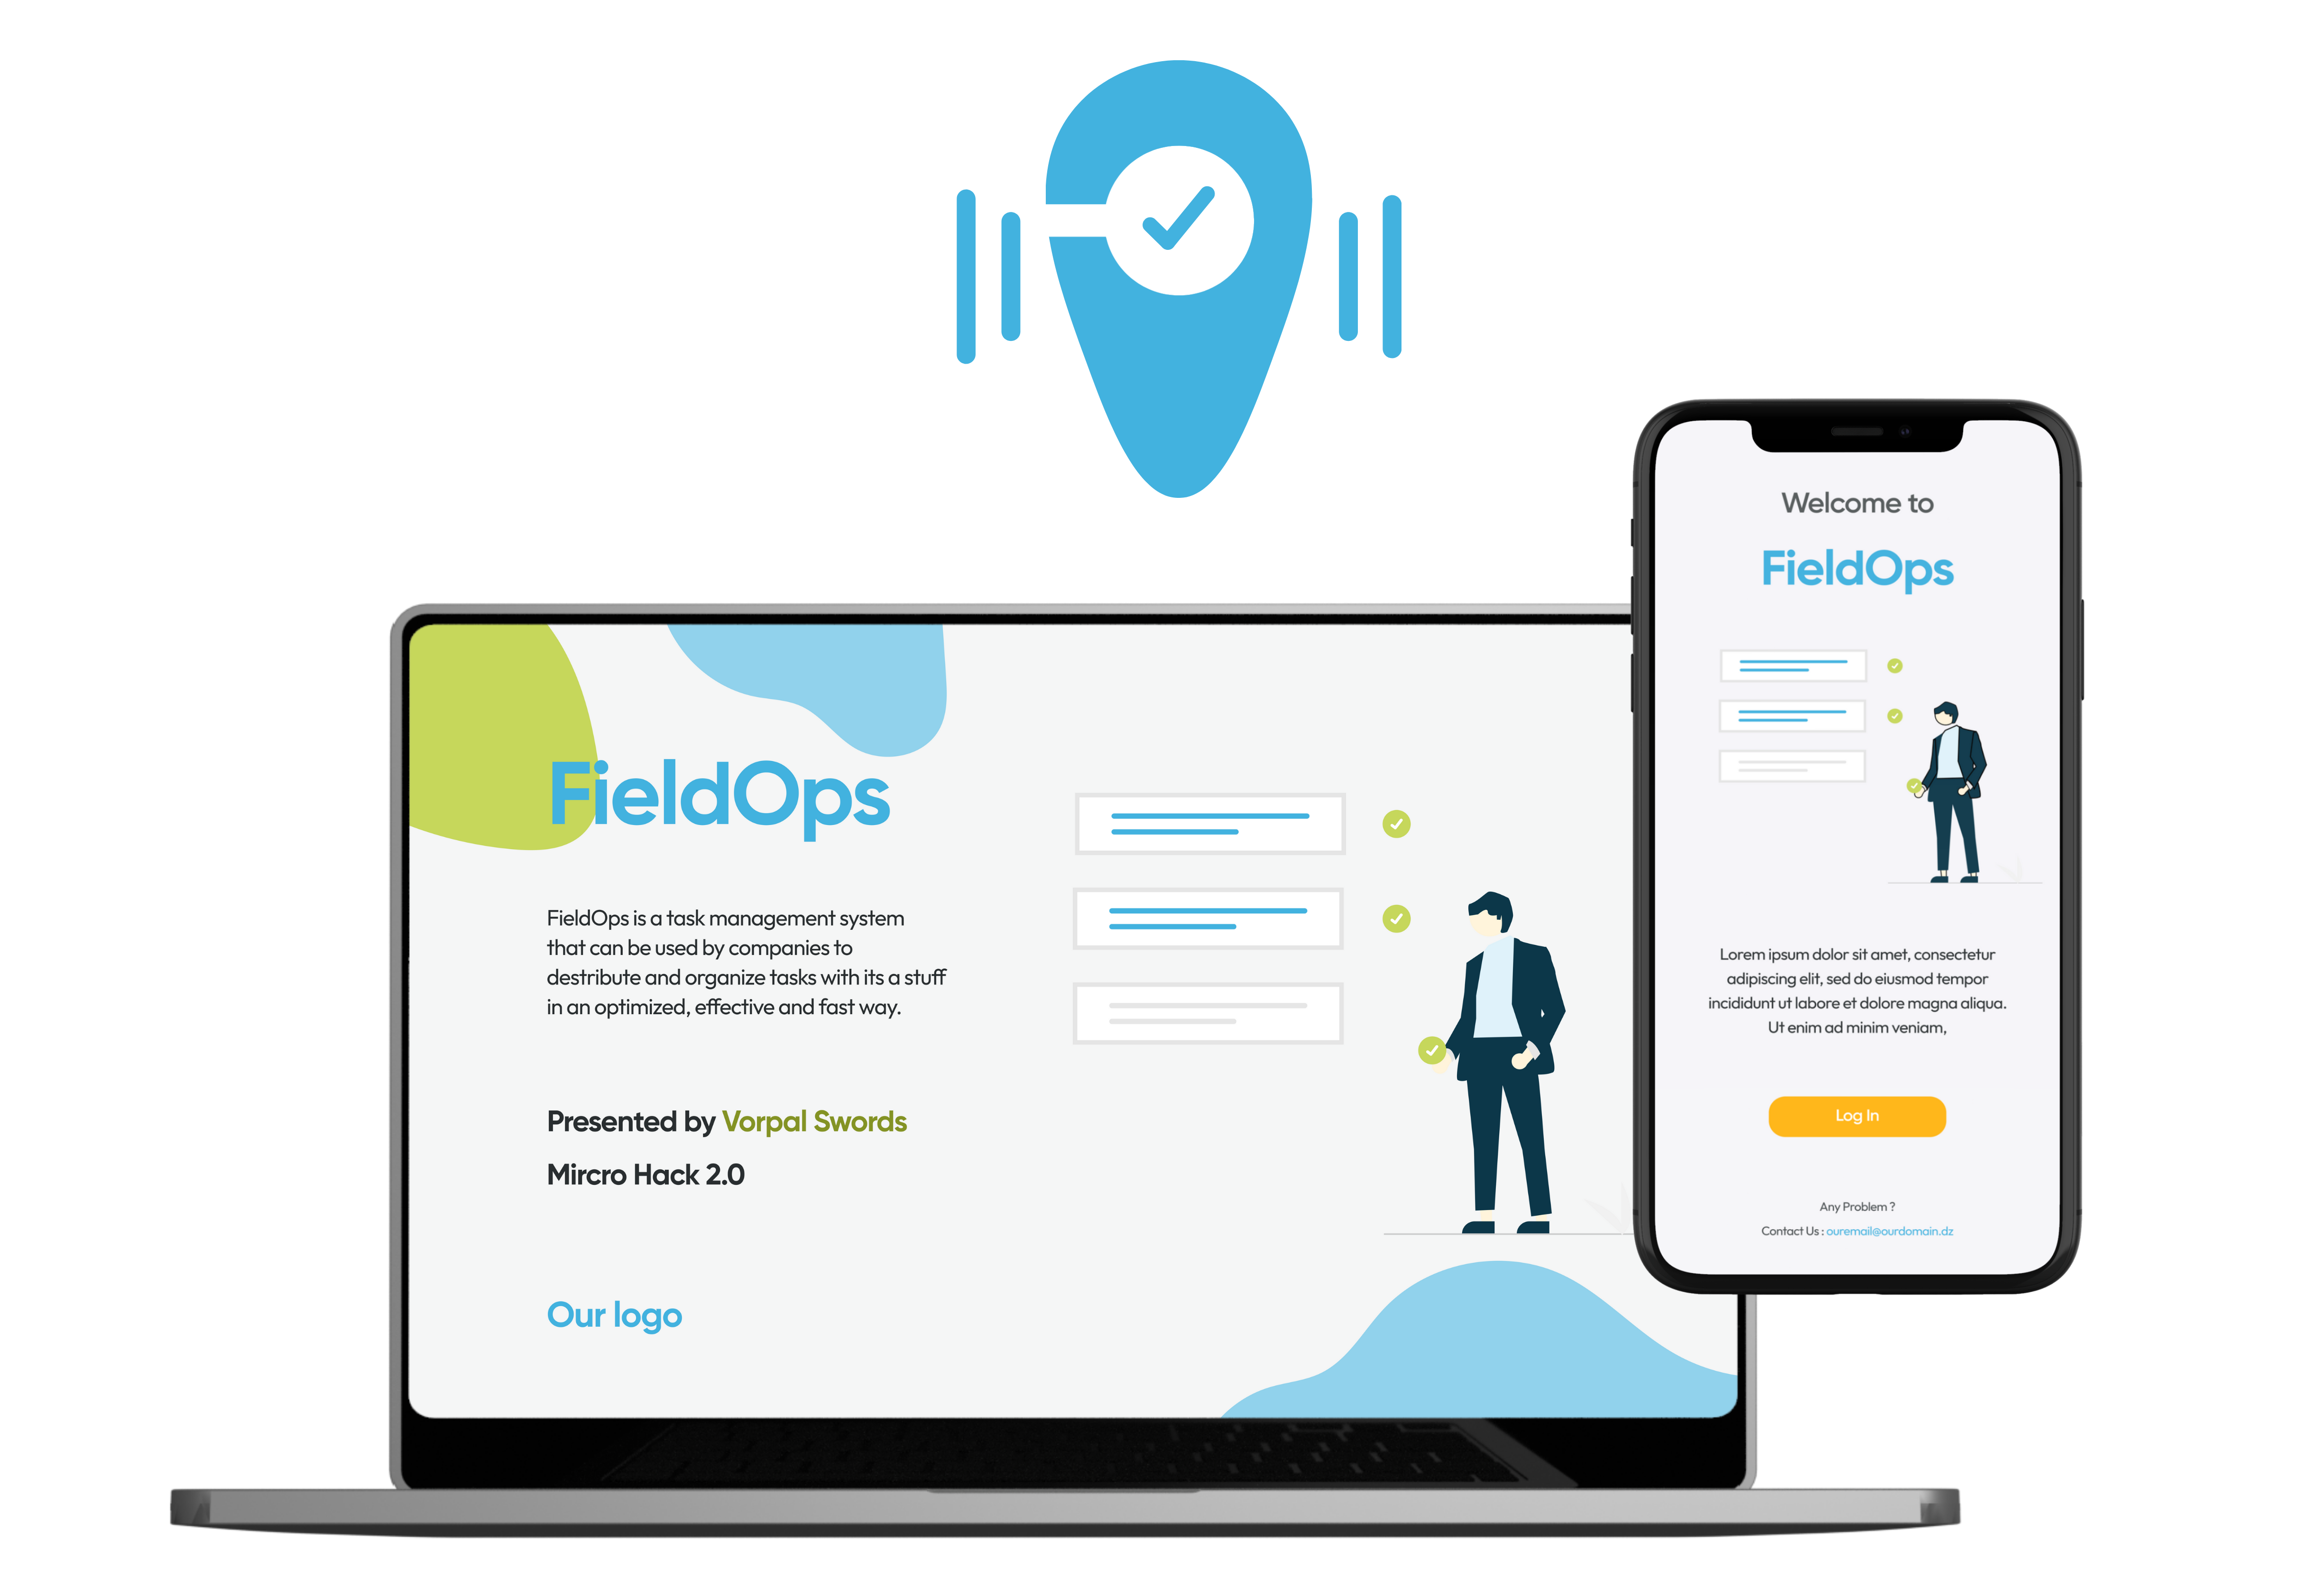 FieldOps
FieldOps is a task management system
that can be used by companies to
destribute and organize tasks with its a stuff
in an optimized, effective and fast way.
Presented by Vorpal Swords
Mircro Hack 2.0
Our logo
Welcome to
FieldOps
Lorem ipsum dolor sit amet, consectetur
adipiscing elit, sed do eiusmod tempor
incididunt ut labore et dolore magna aliqua.
Ut enim ad minim veniam,
Log In
Any Problem ?
Contact Us : ouremail@ourdomain.dz